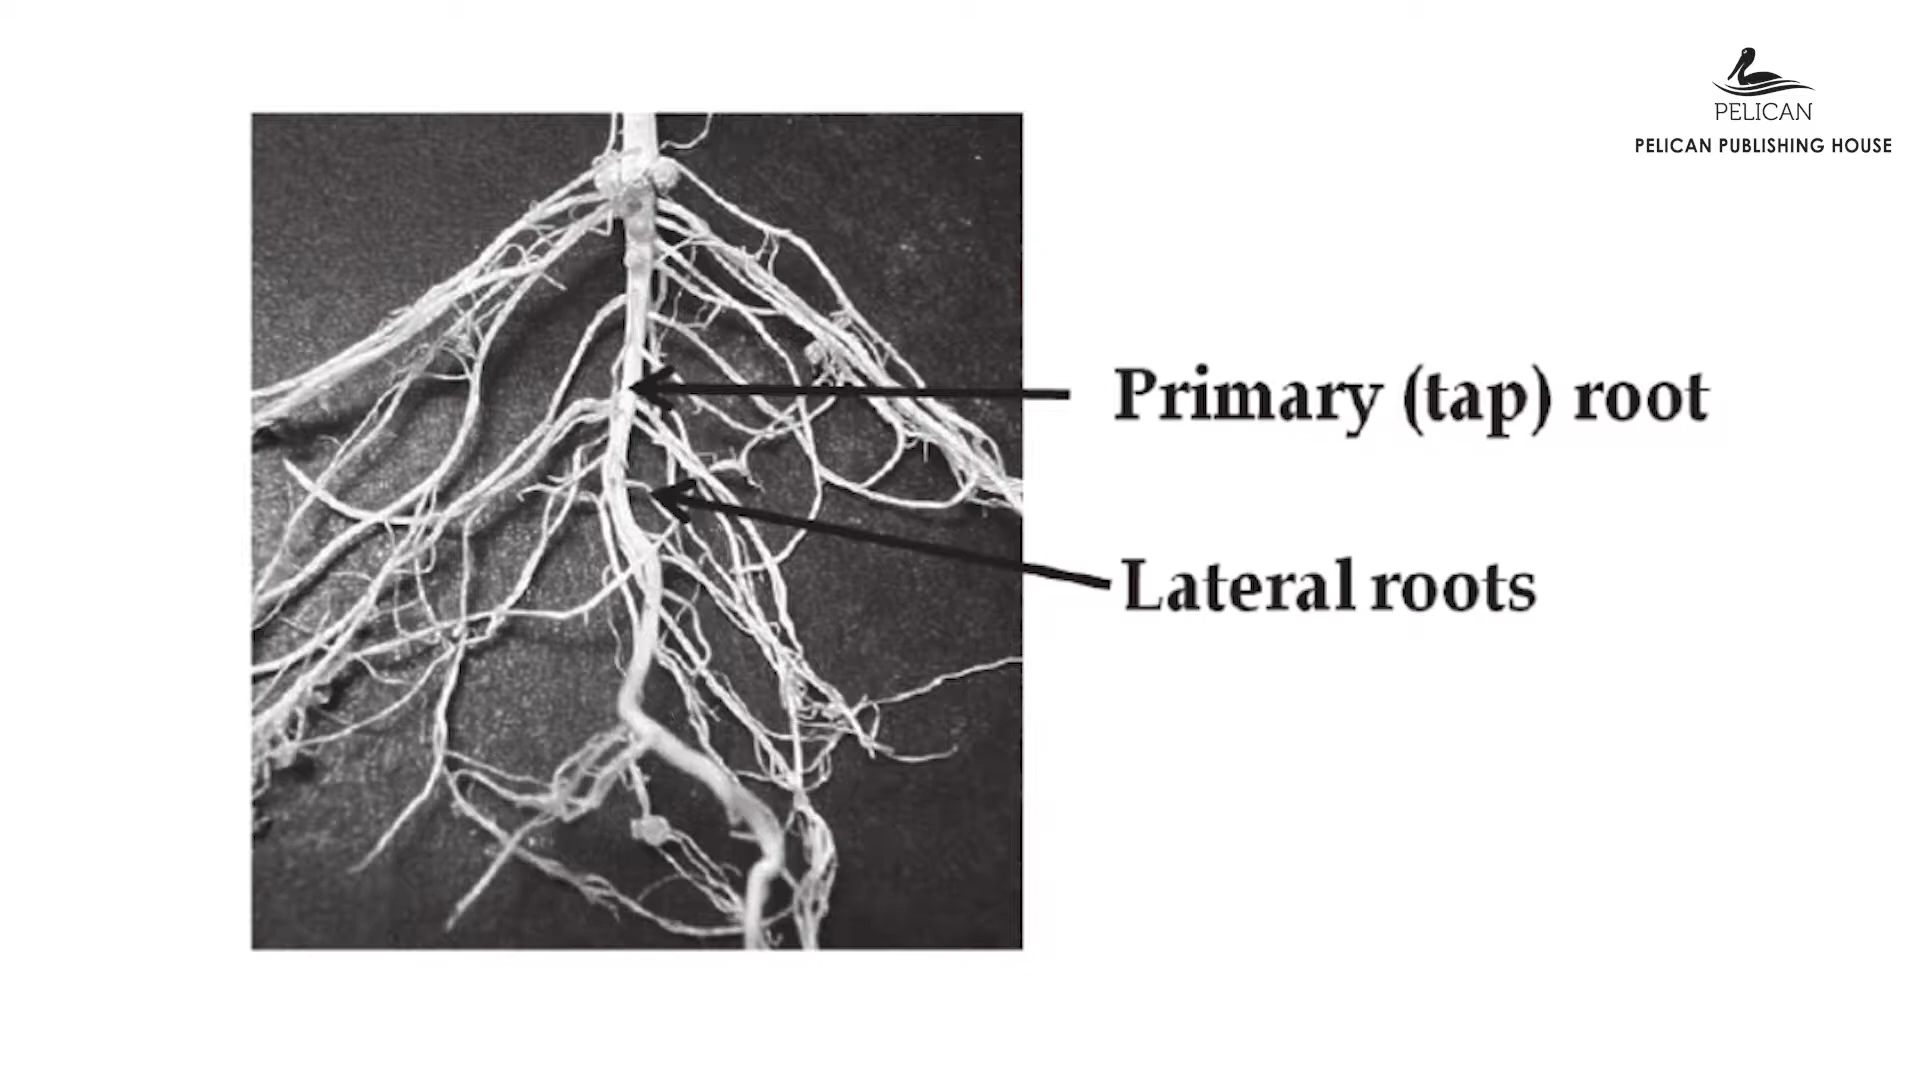 PELICAN
PELICAN PUBLISHING HOUSE
Primary (tap) root
Lateral roots